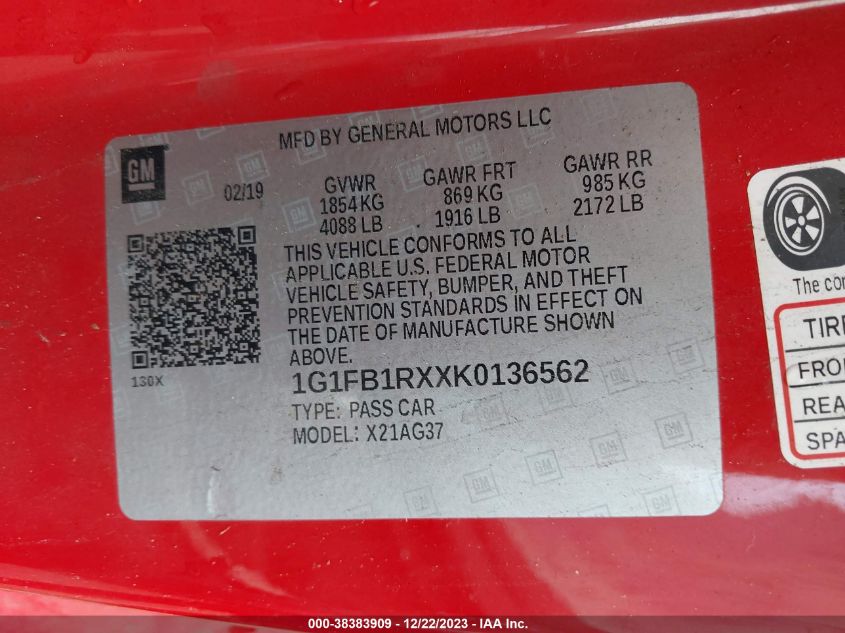 MFD BY GENERAL MOTORS LLC
GM
02/19
GVWR
1854 KG
4088 LB
GAWR FRT
869 KG
1916 LB
GAWR RR
985 KG
2172 LB
THIS VEHICLE CONFORMS TO ALL
APPLICABLE U.S. FEDERAL MOTOR
VEHICLE SAFETY, BUMPER, AND THEFT
PREVENTION STANDARDS IN EFFECT ON
THE DATE OF MANUFACTURE SHOWN
ABOVE.
130X
1G1FB1RXXK0136562
TYPE: PASS CAR
MODEL: X21AG37
The co
TIR
FRO
REA
SPA
000-38383909 - 12/22/2023 - IAA Inc.